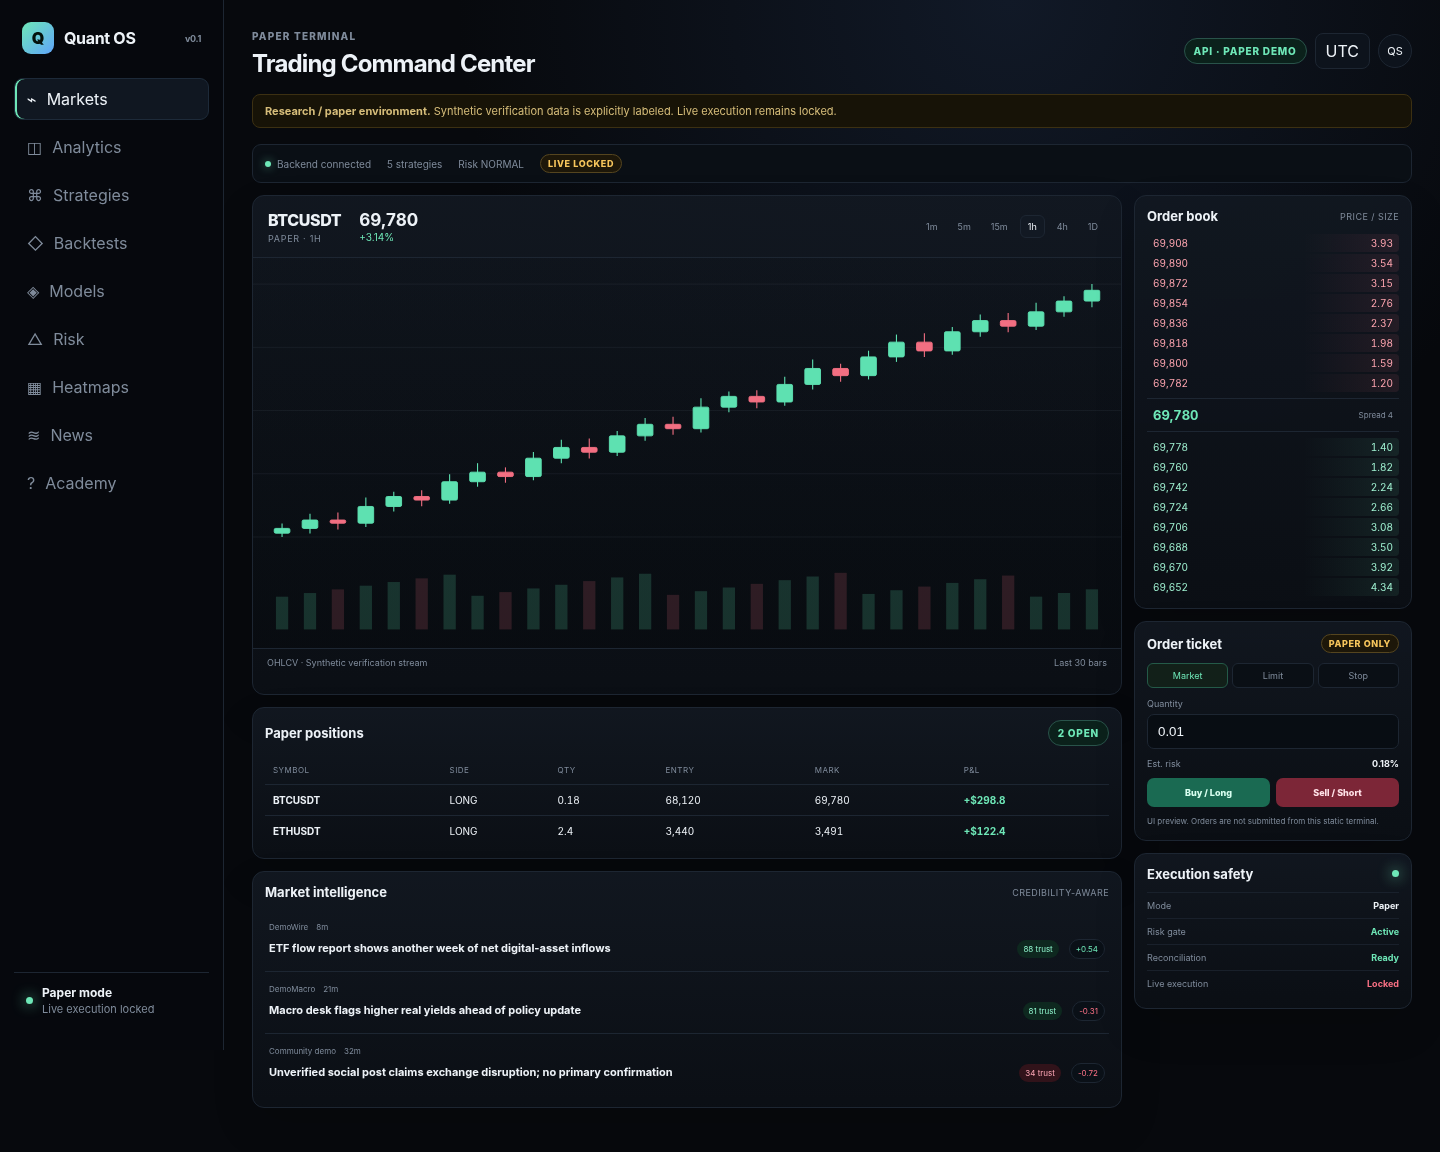 Q Quant OS v0.1
Markets
Analytics
Strategies
Backtests
Models
Risk
Heatmaps
News
? Academy
Paper mode
Live execution locked
PAPER TERMINAL
Trading Command Center
API · PAPER DEMO UTC QS
Research / paper environment. Synthetic verification data is explicitly labeled. Live execution remains locked.
Backend connected 5 strategies Risk NORMAL LIVE LOCKED
BTCUSDT 69,780
PAPER · 1H +3.14%
1m 5m 15m 1h 4h 1D
OHLCV · Synthetic verification stream Last 30 bars
Paper positions 2 OPEN
SYMBOL SIDE QTY ENTRY MARK P&L
BTCUSDT LONG 0.18 68,120 69,780 +$298.8
ETHUSDT LONG 2.4 3,440 3,491 +$122.4
Market intelligence CREDIBILITY-AWARE
DemoWire 8m
ETF flow report shows another week of net digital-asset inflows 88 trust +0.54
DemoMacro 21m
Macro desk flags higher real yields ahead of policy update 81 trust -0.31
Community demo 32m
Unverified social post claims exchange disruption; no primary confirmation 34 trust -0.72
Order book PRICE / SIZE
69,908 3.93
69,890 3.54
69,872 3.15
69,854 2.76
69,836 2.37
69,818 1.98
69,800 1.59
69,782 1.20
69,780 Spread 4
69,778 1.40
69,760 1.82
69,742 2.24
69,724 2.66
69,706 3.08
69,688 3.50
69,670 3.92
69,652 4.34
Order ticket PAPER ONLY
Market Limit Stop
Quantity
0.01
Est. risk 0.18%
Buy / Long Sell / Short
UI preview. Orders are not submitted from this static terminal.
Execution safety
Mode Paper
Risk gate Active
Reconciliation Ready
Live execution Locked